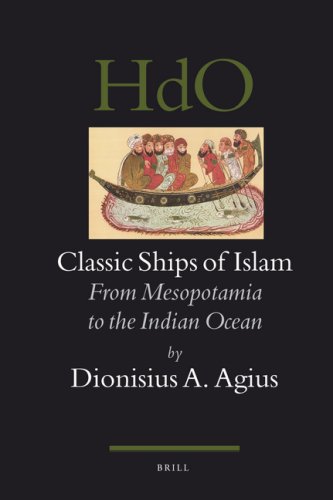 HdO
Classic Ships of Islam
From Mesopotamia
to the Indian Ocean
by
Dionisius A. Agius
BRILL